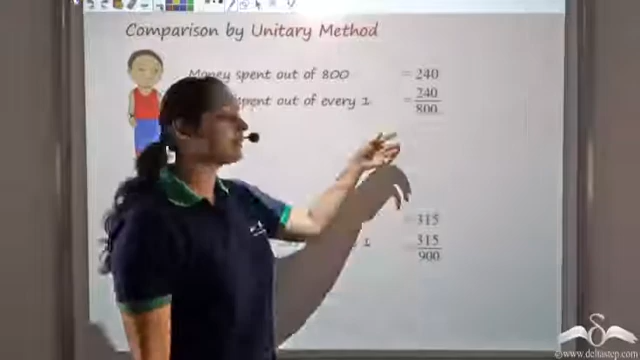 Comparison by Unitary Method
Money spent out of 800 = 240
spent out of every 1 = 240
800
= 315
1 = 315
900
©www.deltastep.com